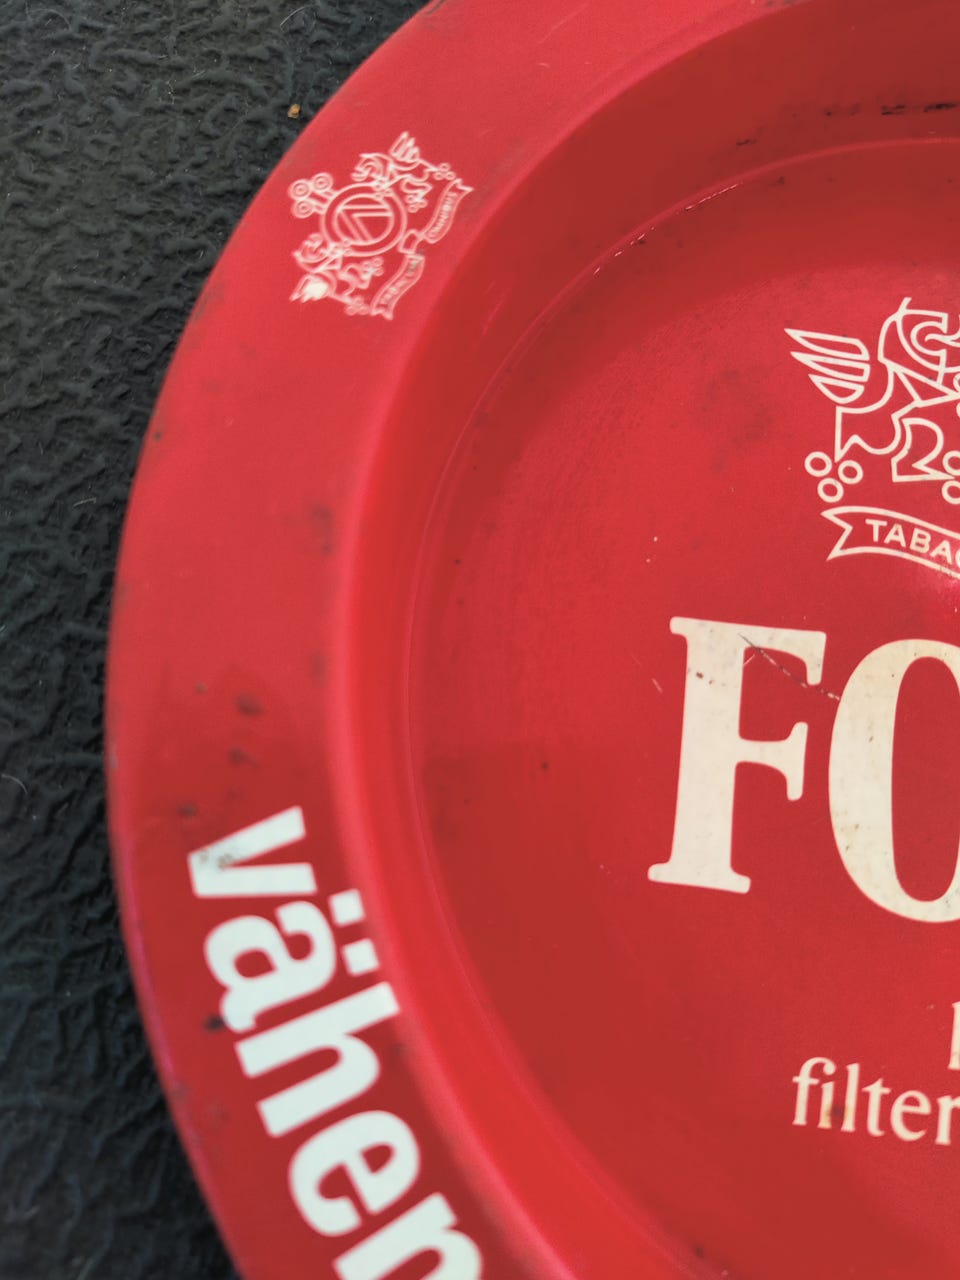 TABAC
FO
filter
vähen